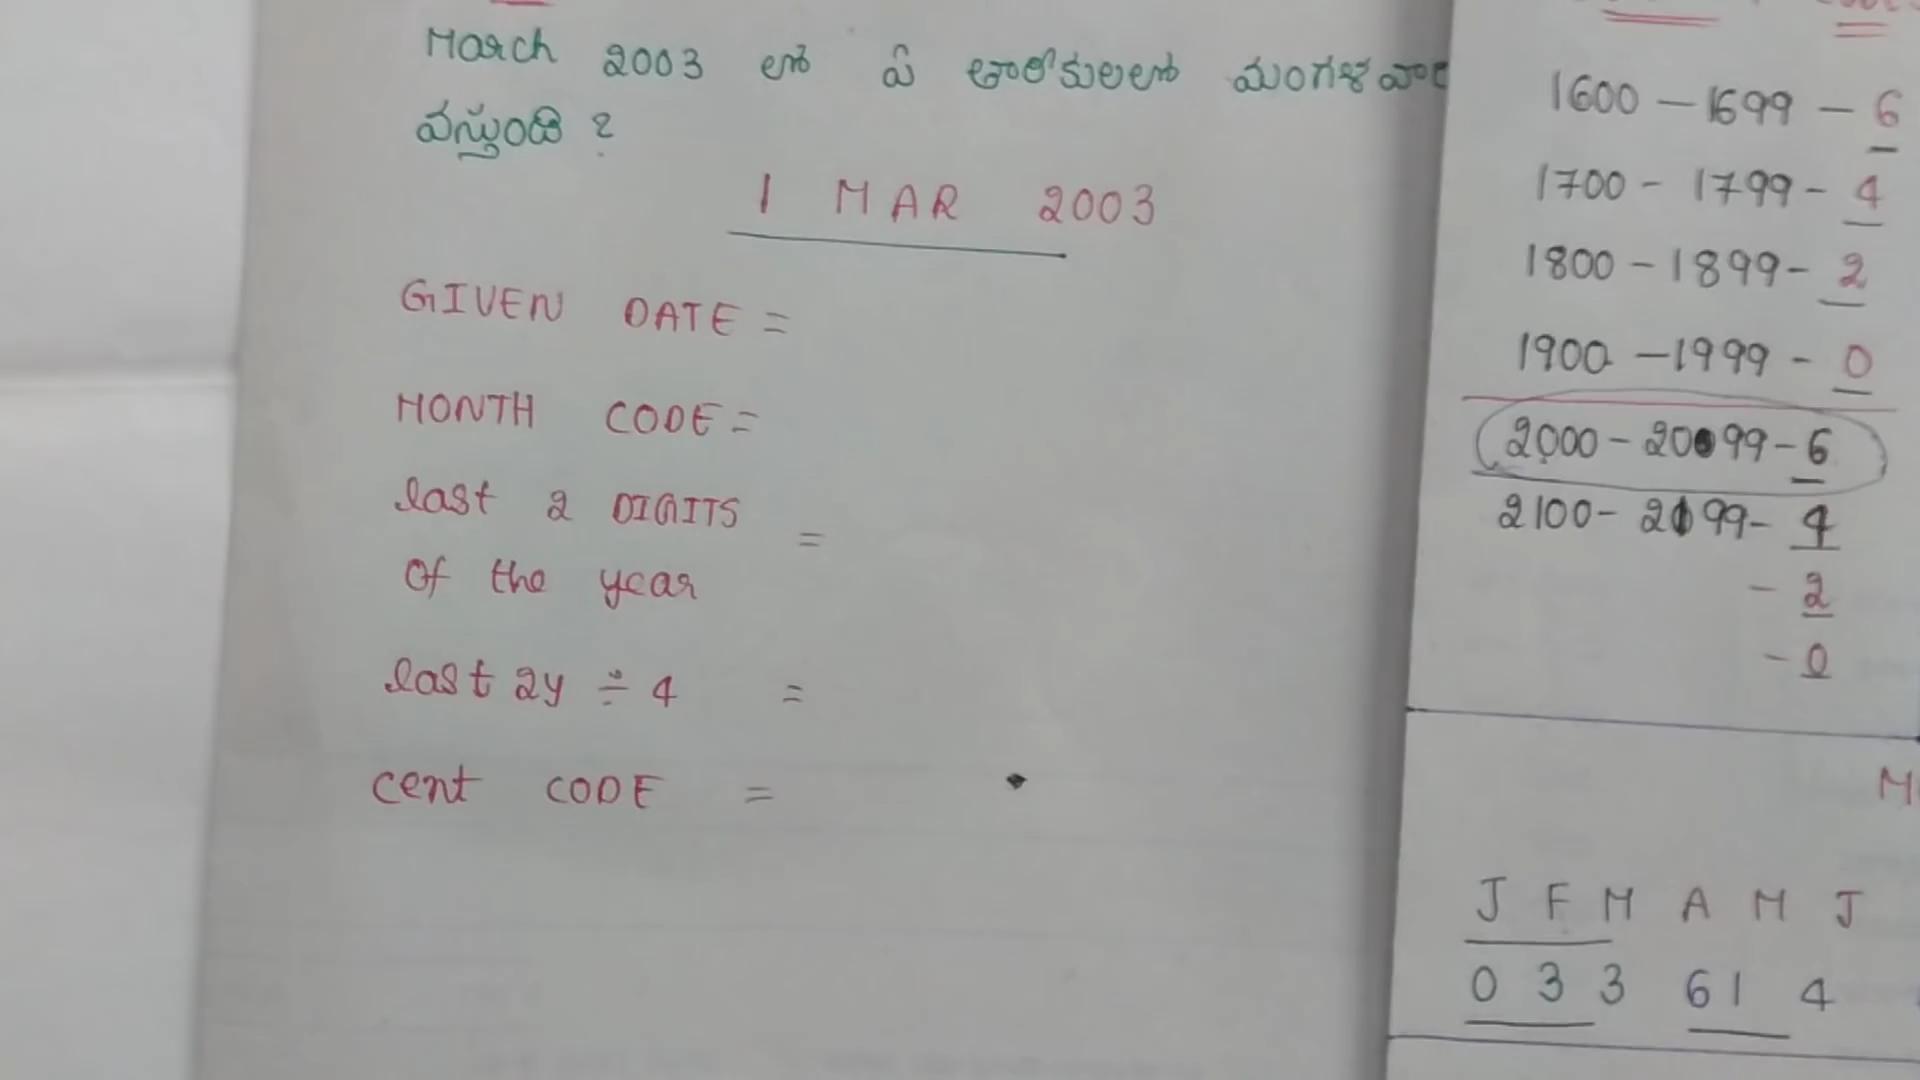 March 2003 లో ఏ తారీకులలో మంగళవార
వస్తుంది ?
1 MAR 2003
GIVEN DATE =
MONTH CODE =
last 2 DIGITS =
Of the year
last 2y ÷ 4 =
cent CODE =
1600 - 1699 - 6
1700 - 1799 - 4
1800 - 1899 - 2
1900 - 1999 - 0
2000 - 2099 - 6
2100 - 2199 - 4
- 2
- 0
M
J F M A M J
0 3 3 6 1 4